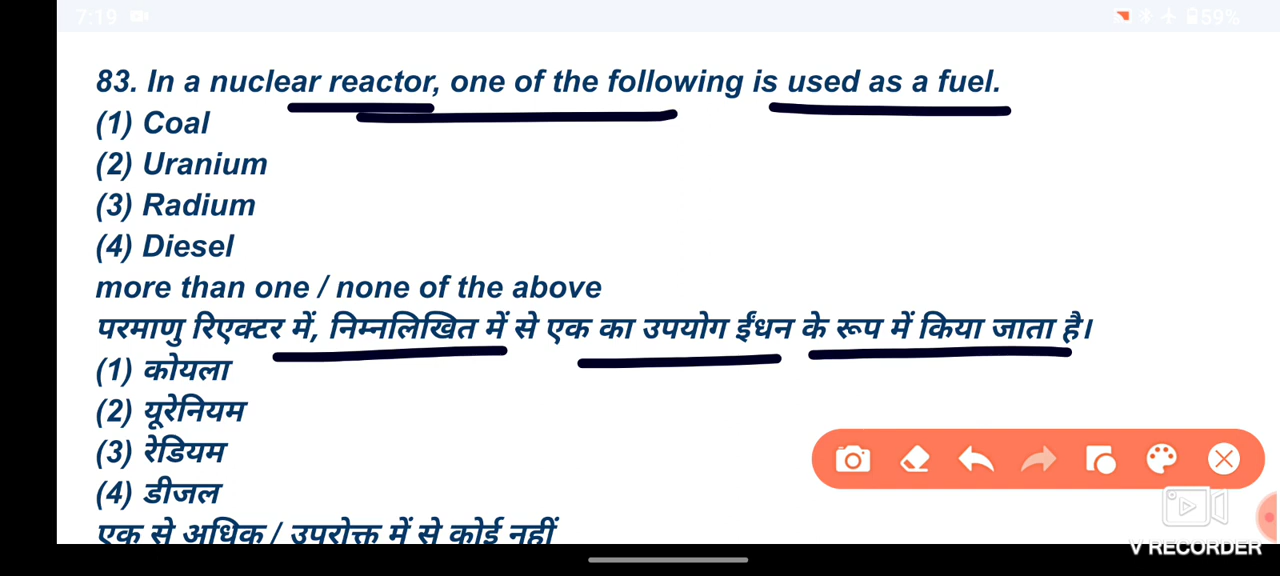 7:19
59%
83. In a nuclear reactor, one of the following is used as a fuel.
(1) Coal
(2) Uranium
(3) Radium
(4) Diesel
more than one / none of the above
परमाणु रिएक्टर में, निम्नलिखित में से एक का उपयोग ईंधन के रूप में किया जाता है।
(1) कोयला
(2) यूरेनियम
(3) रेडियम
(4) डीजल
एक से अधिक / उपरोक्त में से कोई नहीं
V RECORDER